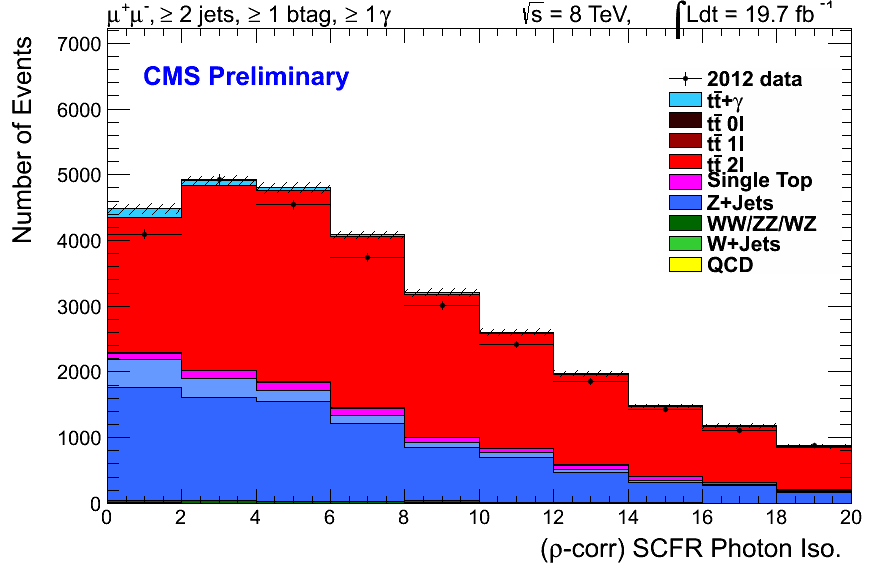 μ⁺μ⁻, ≥ 2 jets, ≥ 1 btag, ≥ 1 γ
√s = 8 TeV, ∫Ldt = 19.7 fb⁻¹
CMS Preliminary
2012 data
tt̄+γ
tt̄ 0l
tt̄ 1l
tt̄ 2l
Single Top
Z+Jets
WW/ZZ/WZ
W+Jets
QCD
Number of Events
7000
6000
5000
4000
3000
2000
1000
0
0 2 4 6 8 10 12 14 16 18 20
(ρ-corr) SCFR Photon Iso.